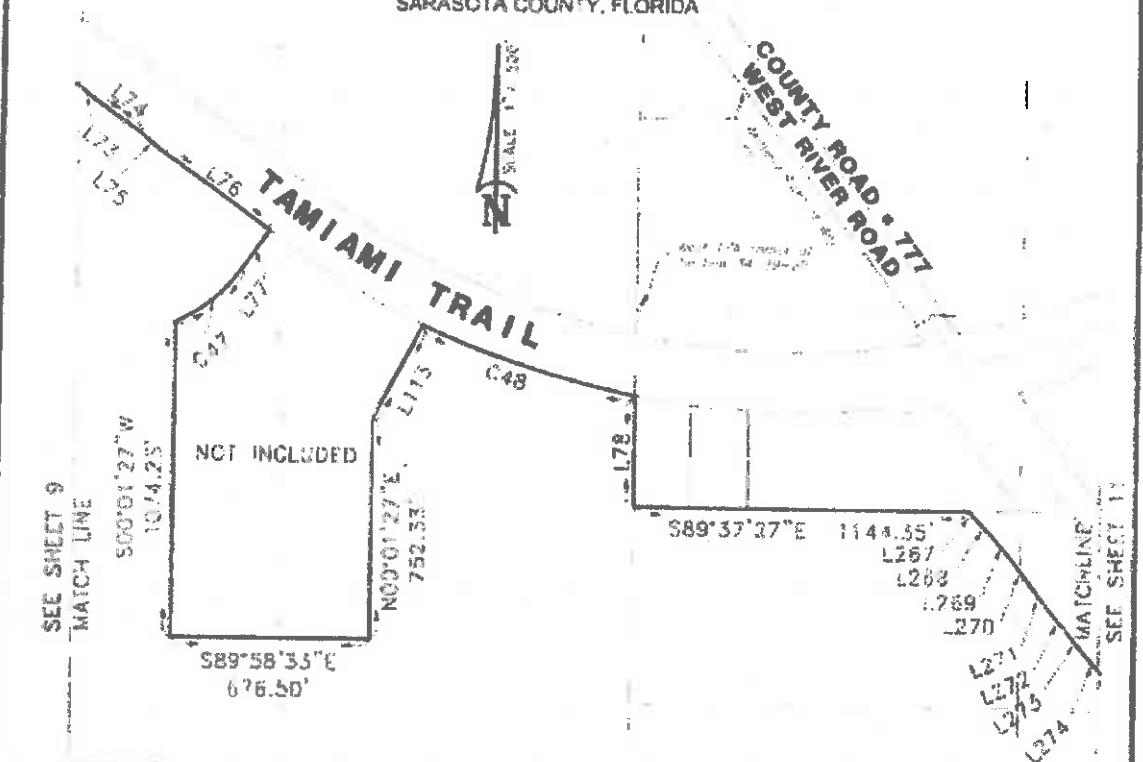 SARASOTA COUNTY, FLORIDA
COUNTY ROAD # 777
WEST RIVER ROAD
N
TAMIAMI TRAIL
L74
L73
L75
L76
L77
C47
L113
C48
L78
NOT INCLUDED
S00°01'27"W
1074.25'
N00°01'27"E
752.33'
S89°58'33"E
676.50'
S89°37'27"E 1144.55'
L267
L268
L269
L270
L271
L272
L273
L274
SEE SHEET 9
MATCH LINE
MATCHLINE
SEE SHEET 11